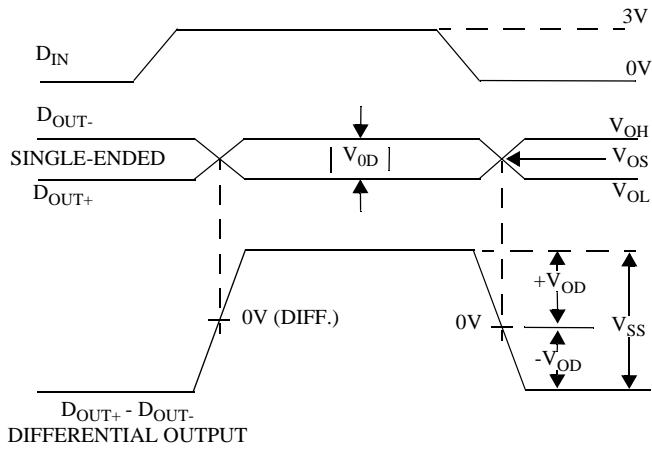 3V
D_IN
0V
D_OUT-
V_OH
SINGLE-ENDED
| V_0D |
V_OS
D_OUT+
V_OL
+V_OD
0V (DIFF.)
0V
V_SS
-V_OD
D_OUT+ - D_OUT-
DIFFERENTIAL OUTPUT